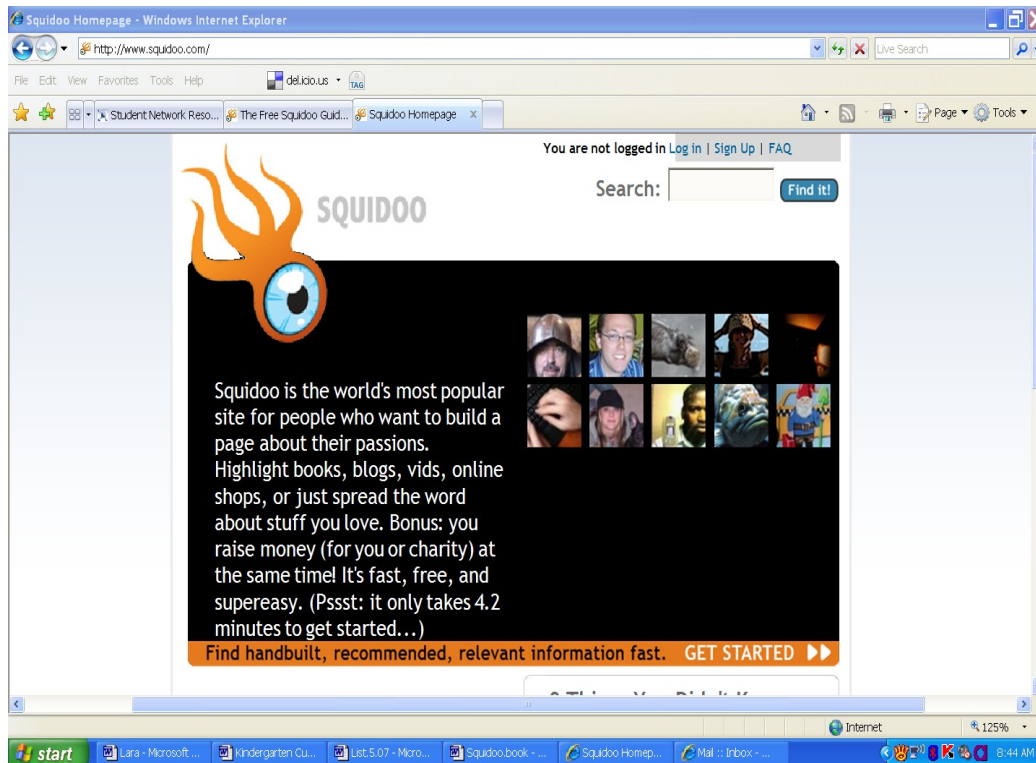 Squidoo Homepage - Windows Internet Explorer
http://www.squidoo.com/
Live Search
File Edit View Favorites Tools Help
del.icio.us
TAG
Student Network Reso...
The Free Squidoo Guid...
Squidoo Homepage X
Page
Tools
You are not logged in Log in | Sign Up | FAQ
Search:
Find it!
SQUIDOO
Squidoo is the world's most popular
site for people who want to build a
page about their passions.
Highlight books, blogs, vids, online
shops, or just spread the word
about stuff you love. Bonus: you
raise money (for you or charity) at
the same time! It's fast, free, and
supereasy. (Pssst: it only takes 4.2
minutes to get started...)
Find handbuilt, recommended, relevant information fast. GET STARTED
Internet
125%
start
Lara - Microsoft ...
Kindergarten Cu...
List.5.07 - Micro...
Squidoo.book - ...
Squidoo Homep...
Mail :: Inbox - ...
8:44 AM